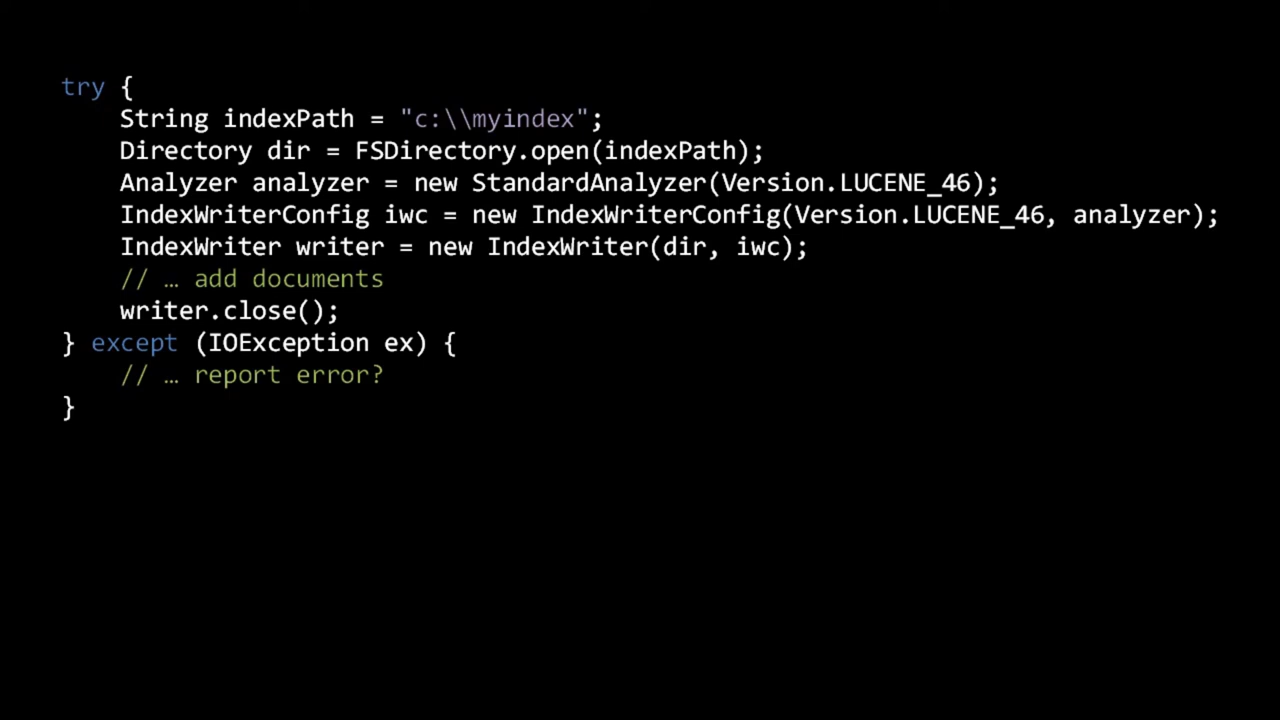 try {
    String indexPath = "c:\\myindex";
    Directory dir = FSDirectory.open(indexPath);
    Analyzer analyzer = new StandardAnalyzer(Version.LUCENE_46);
    IndexWriterConfig iwc = new IndexWriterConfig(Version.LUCENE_46, analyzer);
    IndexWriter writer = new IndexWriter(dir, iwc);
    // … add documents
    writer.close();
} except (IOException ex) {
    // … report error?
}